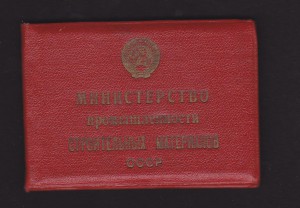 МИНИСТЕРСТВО
промышленности
СТРОИТЕЛЬНЫХ МАТЕРИАЛОВ
СССР